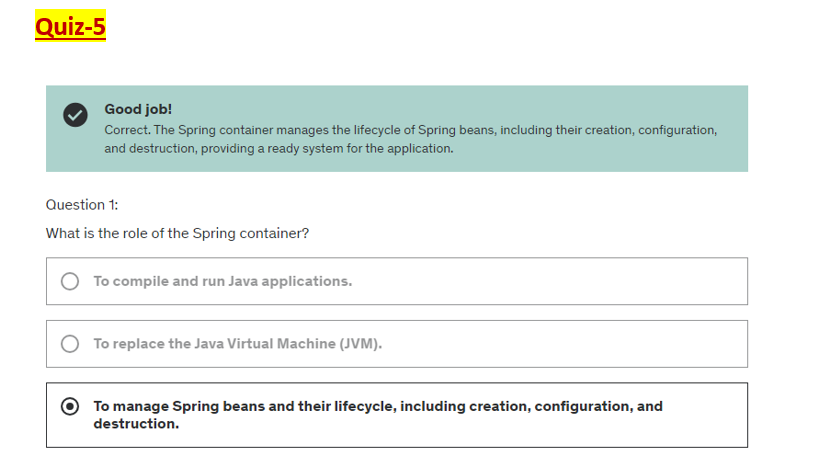 Quiz-5
Good job!
Correct. The Spring container manages the lifecycle of Spring beans, including their creation, configuration,
and destruction, providing a ready system for the application.
Question 1:
What is the role of the Spring container?
To compile and run Java applications.
To replace the Java Virtual Machine (JVM).
To manage Spring beans and their lifecycle, including creation, configuration, and
destruction.